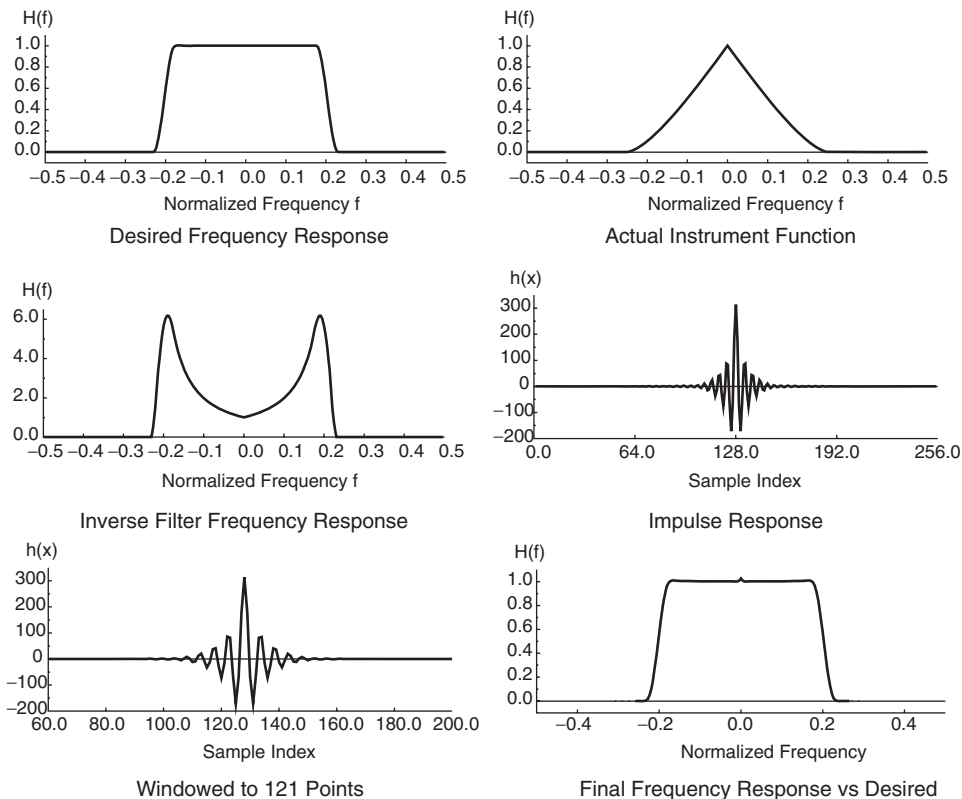 H(f)
1.0
0.8
0.6
0.4
0.2
0.0
−0.5 −0.4 −0.3 −0.2 −0.1 0.0 0.1 0.2 0.3 0.4 0.5
Normalized Frequency f
Desired Frequency Response
H(f)
1.0
0.8
0.6
0.4
0.2
0.0
−0.5 −0.4 −0.3 −0.2 −0.1 0.0 0.1 0.2 0.3 0.4 0.5
Normalized Frequency f
Actual Instrument Function
H(f)
6.0
4.0
2.0
0.0
−0.5 −0.4 −0.3 −0.2 −0.1 0.0 0.1 0.2 0.3 0.4 0.5
Normalized Frequency f
Inverse Filter Frequency Response
h(x)
300
200
100
0
−100
−200
0.0 64.0 128.0 192.0 256.0
Sample Index
Impulse Response
h(x)
300
200
100
0
−100
−200
60.0 80.0 100.0 120.0 140.0 160.0 180.0 200.0
Sample Index
Windowed to 121 Points
H(f)
1.0
0.8
0.6
0.4
0.2
0.0
−0.4 −0.2 0.0 0.2 0.4
Normalized Frequency
Final Frequency Response vs Desired